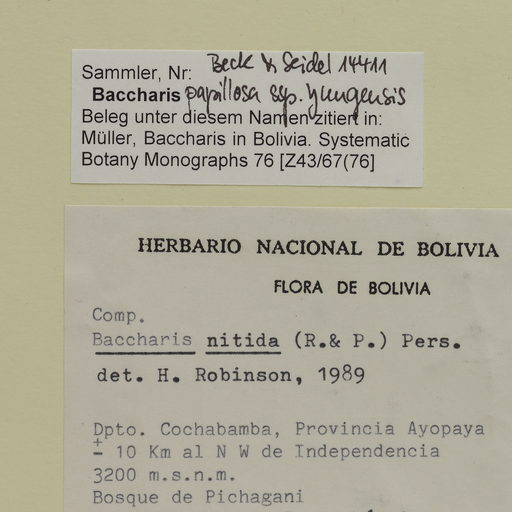 Sammler, Nr: Beck & Seidel 14411
Baccharis papillosa ssp. yungensis
Beleg unter diesem Namen zitiert in:
Müller, Baccharis in Bolivia. Systematic
Botany Monographs 76 [Z43/67(76]
HERBARIO NACIONAL DE BOLIVIA
FLORA DE BOLIVIA
Comp.
Baccharis nitida (R.& P.) Pers.
det. H. Robinson, 1989
Dpto. Cochabamba, Provincia Ayopaya
± 10 Km al N W de Independencia
3200 m.s.n.m.
Bosque de Pichagani